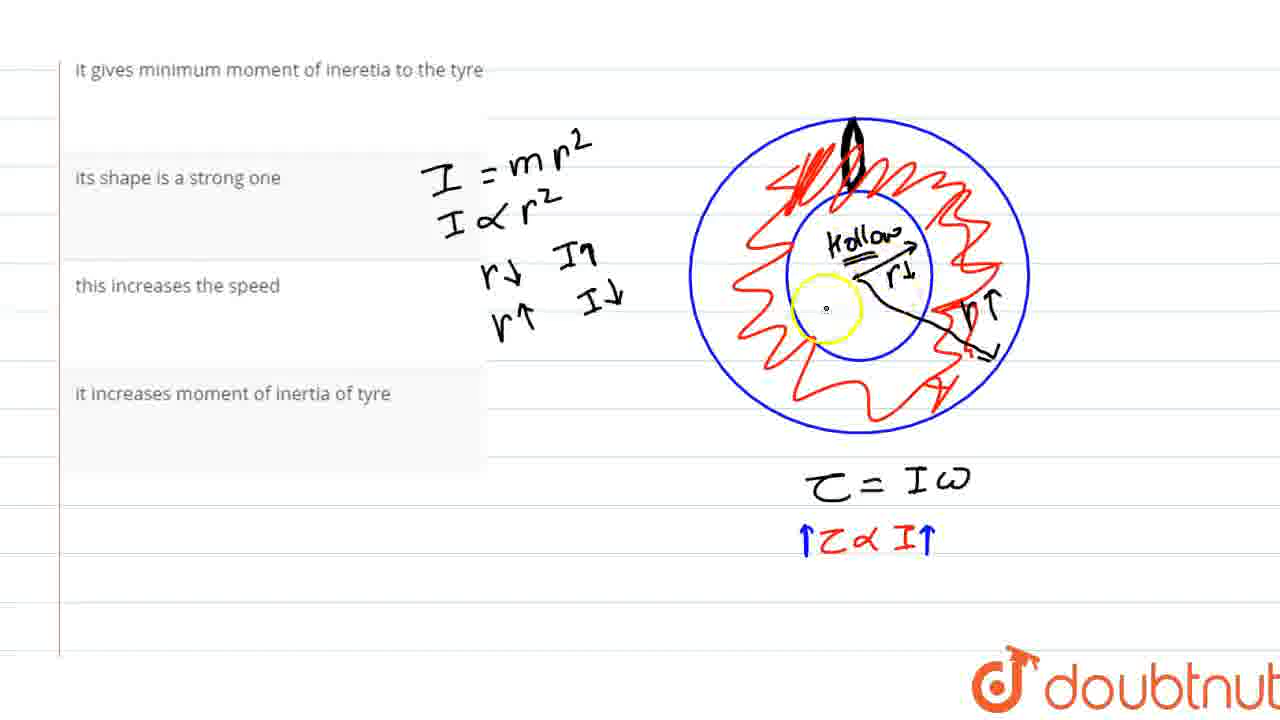 it gives minimum moment of ineretia to the tyre
its shape is a strong one
this increases the speed
it increases moment of inertia of tyre
I = mr²
I ∝ r²
r↓ I↑
r↑ I↓
Hollow
r↓
r↑
τ = Iω
↑τ ∝ I↑
doubtnut